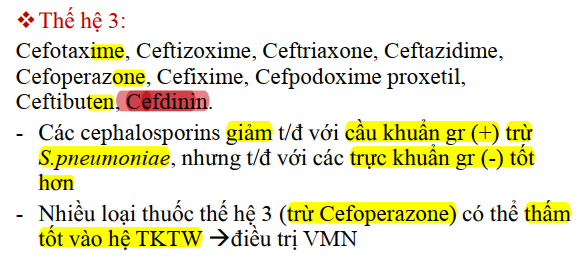 ❖ Thế hệ 3:
Cefotaxime, Ceftizoxime, Ceftriaxone, Ceftazidime,
Cefoperazone, Cefixime, Cefpodoxime proxetil,
Ceftibuten, Cefdinin.
- Các cephalosporins giảm t/đ với cầu khuẩn gr (+) trừ
S.pneumoniae, nhưng t/đ với các trực khuẩn gr (-) tốt
hơn
- Nhiều loại thuốc thế hệ 3 (trừ Cefoperazone) có thể thấm
tốt vào hệ TKTW →điều trị VMN